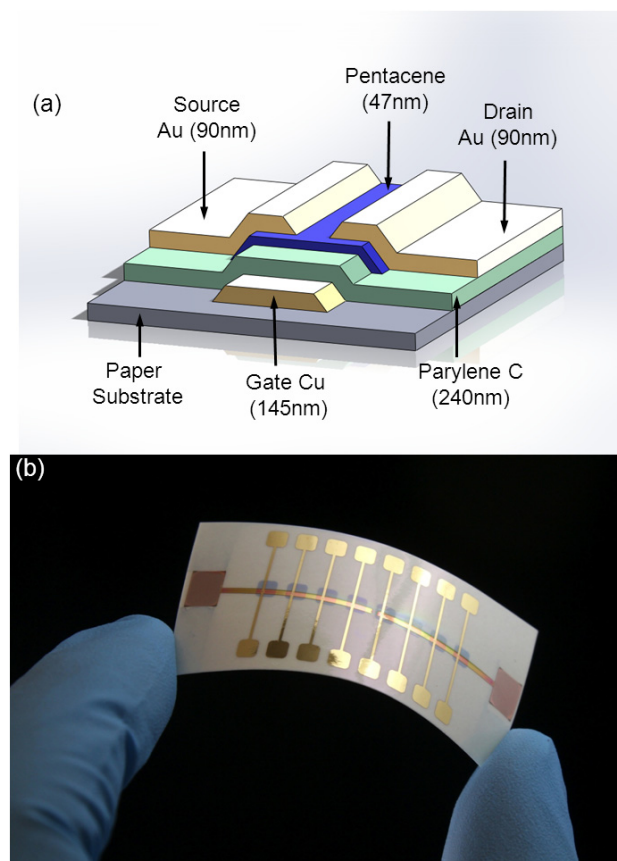 (a)
Source
Au (90nm)
Pentacene
(47nm)
Drain
Au (90nm)
Paper
Substrate
Gate Cu
(145nm)
Parylene C
(240nm)
(b)